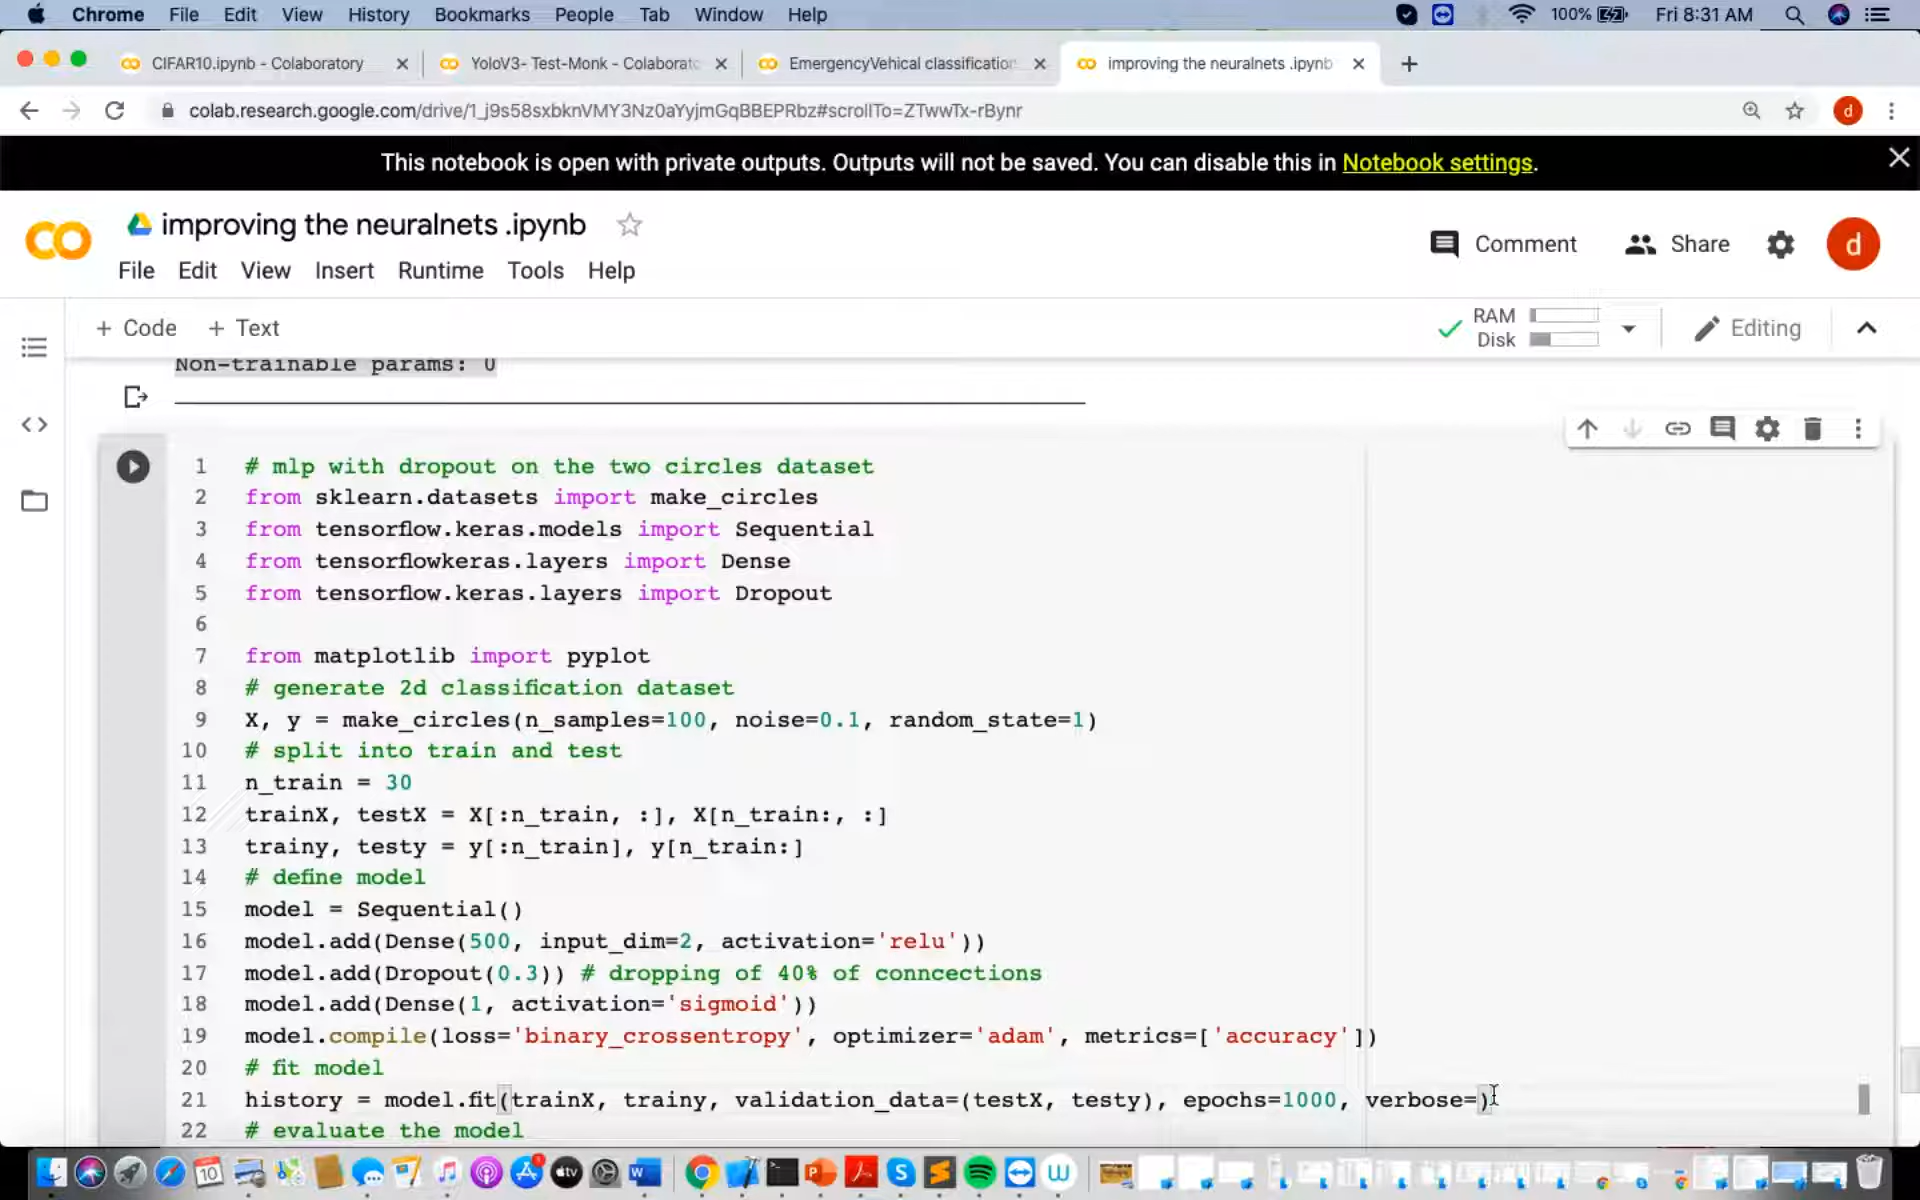 Chrome File Edit View History Bookmarks People Tab Window Help 100% Fri 8:31 AM
CIFAR10.ipynb - Colaboratory YoloV3- Test-Monk - Colaborat EmergencyVehical classification improving the neuralnets .ipynb
colab.research.google.com/drive/1_j9s58sxbknVMY3Nz0aYyjmGqBBEPRbz#scrollTo=ZTwwTx-rBynr d
This notebook is open with private outputs. Outputs will not be saved. You can disable this in Notebook settings.
improving the neuralnets .ipynb
Comment Share d
File Edit View Insert Runtime Tools Help
+ Code + Text RAM Disk Editing
Non-trainable params: 0
1 # mlp with dropout on the two circles dataset
2 from sklearn.datasets import make_circles
3 from tensorflow.keras.models import Sequential
4 from tensorflowkeras.layers import Dense
5 from tensorflow.keras.layers import Dropout
6
7 from matplotlib import pyplot
8 # generate 2d classification dataset
9 X, y = make_circles(n_samples=100, noise=0.1, random_state=1)
10 # split into train and test
11 n_train = 30
12 trainX, testX = X[:n_train, :], X[n_train:, :]
13 trainy, testy = y[:n_train], y[n_train:]
14 # define model
15 model = Sequential()
16 model.add(Dense(500, input_dim=2, activation='relu'))
17 model.add(Dropout(0.3)) # dropping of 40% of conncections
18 model.add(Dense(1, activation='sigmoid'))
19 model.compile(loss='binary_crossentropy', optimizer='adam', metrics=['accuracy'])
20 # fit model
21 history = model.fit(trainX, trainy, validation_data=(testX, testy), epochs=1000, verbose=)
22 # evaluate the model